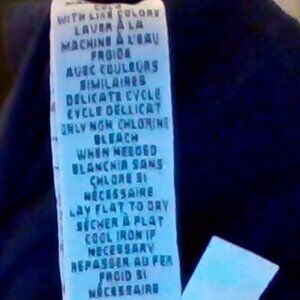 COLD
WITH LIKE COLORS
LAVER À LA
MACHINE À L'EAU
FROIDE
AVEC COULEURS
SIMILAIRES
DELICATE CYCLE
CYCLE DELLICAT
ONLY NON CHLORINE
BLEACH
WHEN NEEDED
BLANCHIR SANS
CHLORE SI
NÉCESSAIRE
LAY FLAT TO DRY
SÉCHER À PLAT
COOL IRON IF
NECESSARY
REPASSER AU FER
FROID SI
NÉCESSAIRE